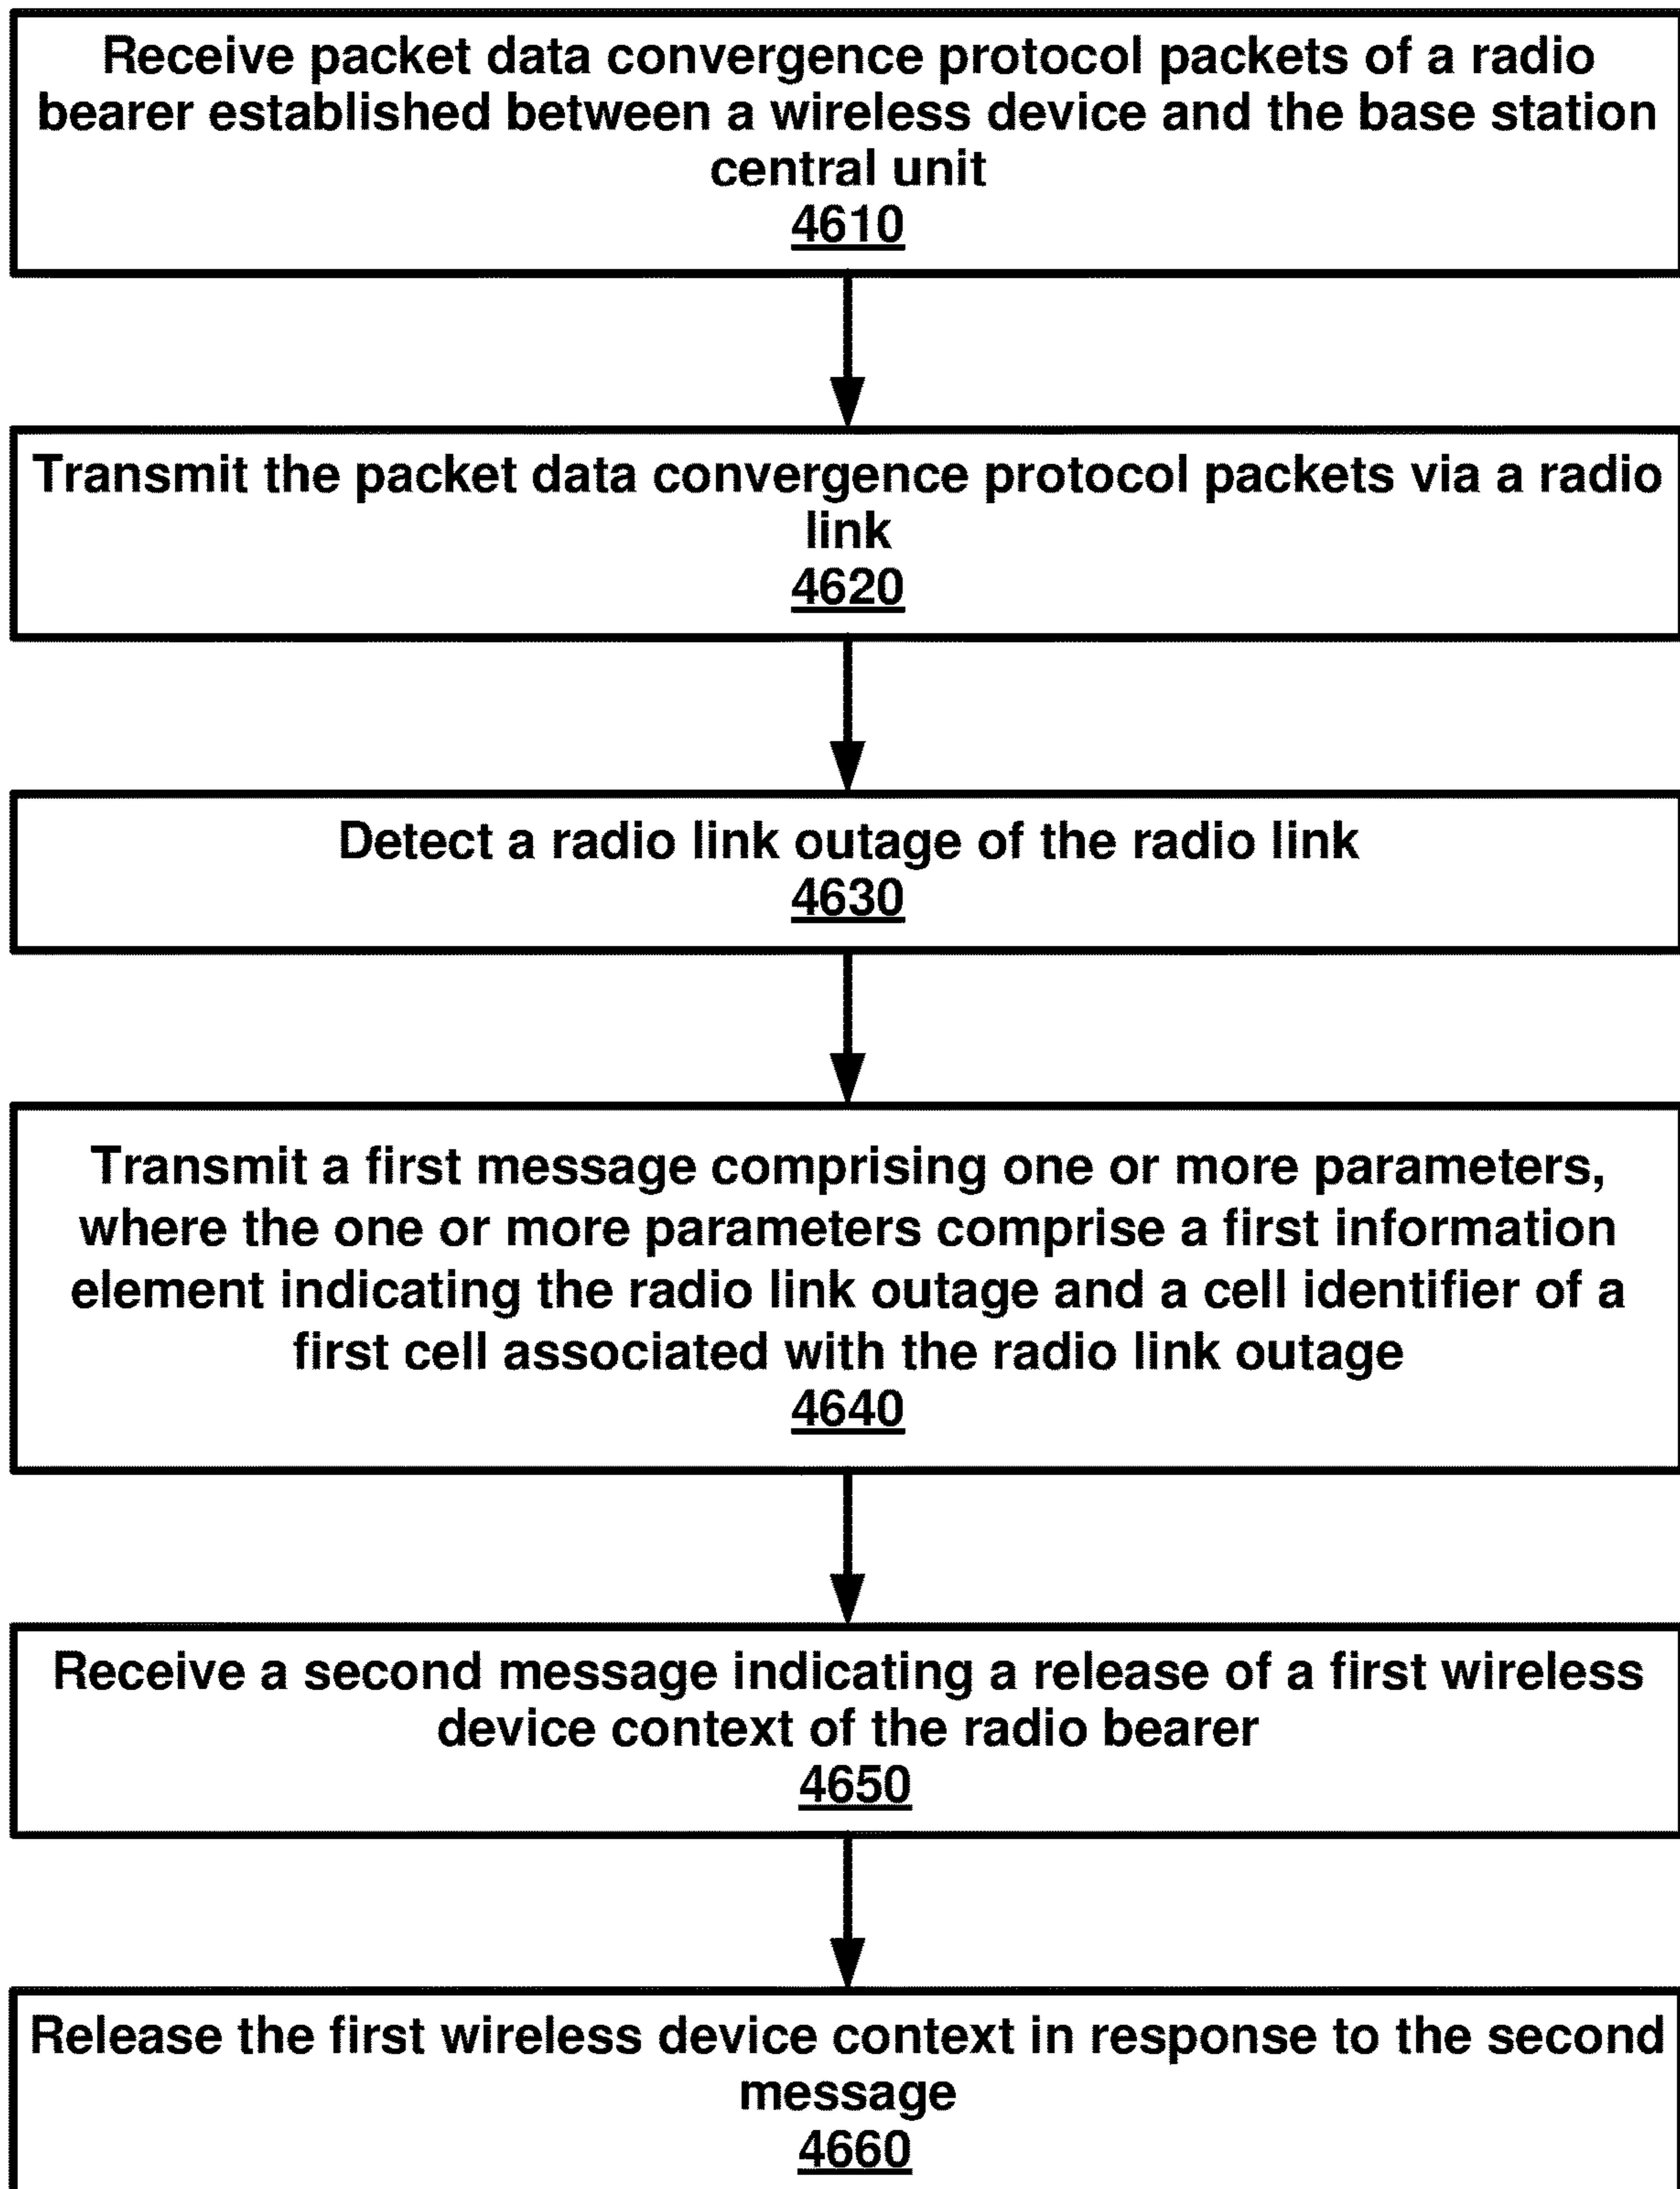 Receive packet data convergence protocol packets of a radio
bearer established between a wireless device and the base station
central unit
4610
Transmit the packet data convergence protocol packets via a radio
link
4620
Detect a radio link outage of the radio link
4630
Transmit a first message comprising one or more parameters,
where the one or more parameters comprise a first information
element indicating the radio link outage and a cell identifier of a
first cell associated with the radio link outage
4640
Receive a second message indicating a release of a first wireless
device context of the radio bearer
4650
Release the first wireless device context in response to the second
message
4660